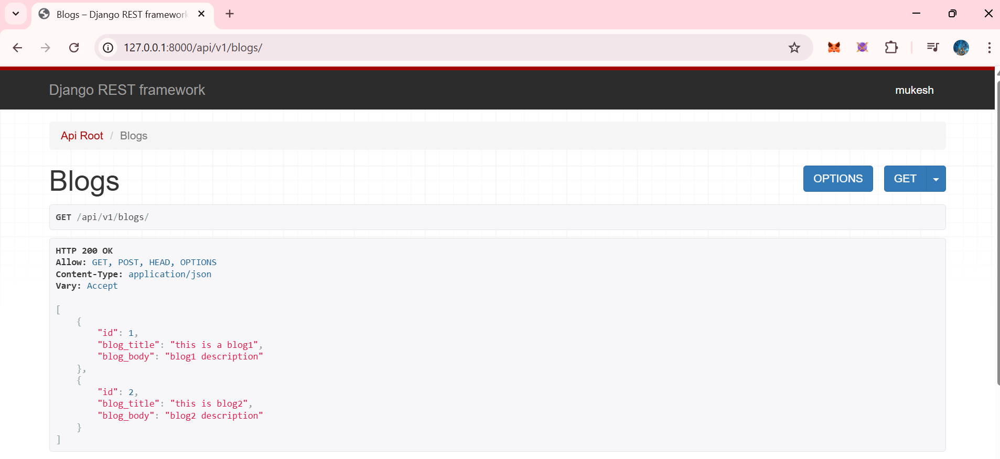 Blogs – Django REST framework
127.0.0.1:8000/api/v1/blogs/
Django REST framework
mukesh
Api Root / Blogs
Blogs
OPTIONS
GET
GET /api/v1/blogs/
HTTP 200 OK
Allow: GET, POST, HEAD, OPTIONS
Content-Type: application/json
Vary: Accept
[
    {
        "id": 1,
        "blog_title": "this is a blog1",
        "blog_body": "blog1 description"
    },
    {
        "id": 2,
        "blog_title": "this is blog2",
        "blog_body": "blog2 description"
    }
]